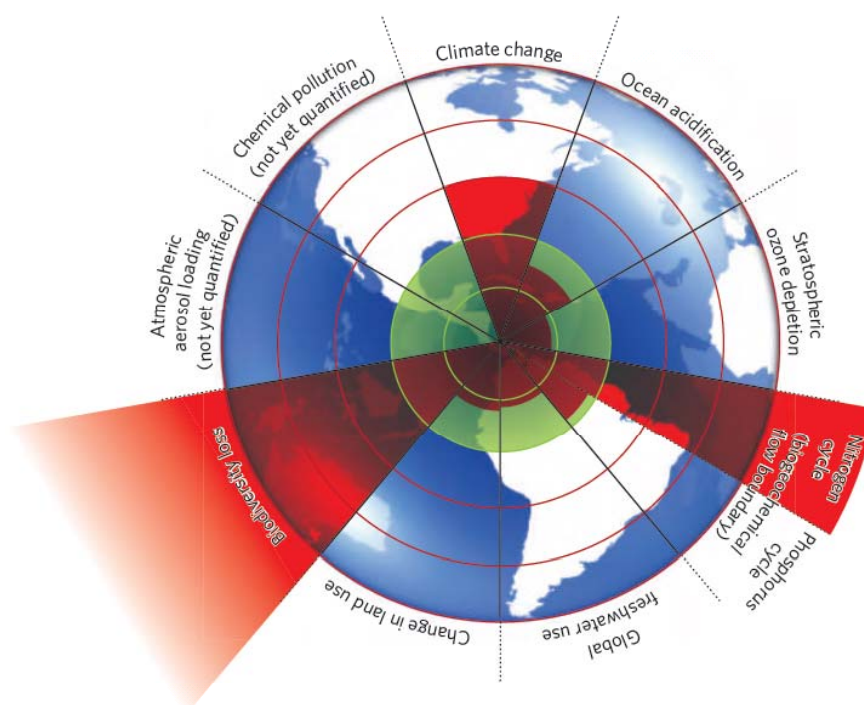 Climate change
Ocean acidification
Stratospheric
ozone depletion
Nitrogen
cycle
(biogeochemical
flow boundary)
Phosphorus
cycle
Global
freshwater use
Change in land use
Biodiversity loss
Atmospheric
aerosol loading
(not yet quantified)
Chemical pollution
(not yet quantified)